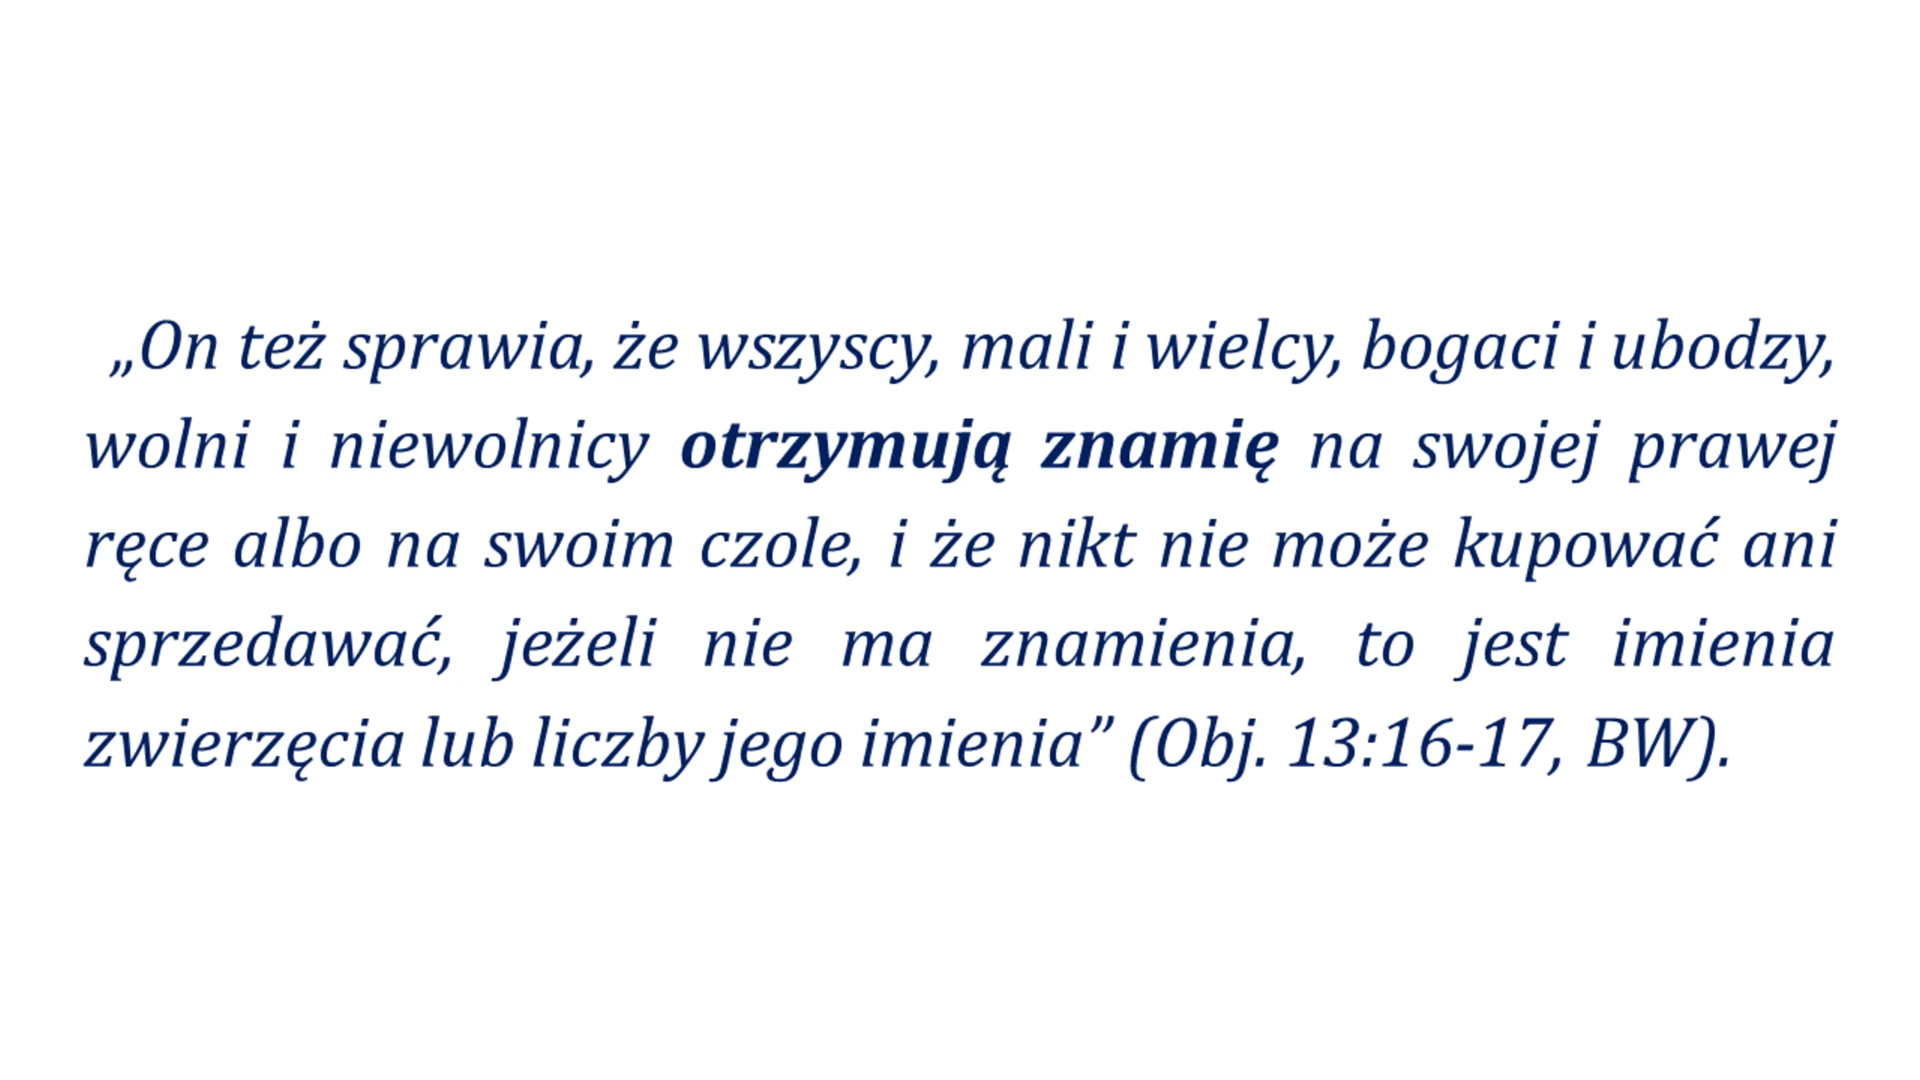 „On też sprawia, że wszyscy, mali i wielcy, bogaci i ubodzy,
wolni i niewolnicy otrzymują znamię na swojej prawej
ręce albo na swoim czole, i że nikt nie może kupować ani
sprzedawać, jeżeli nie ma znamienia, to jest imienia
zwierzęcia lub liczby jego imienia” (Obj. 13:16-17, BW).